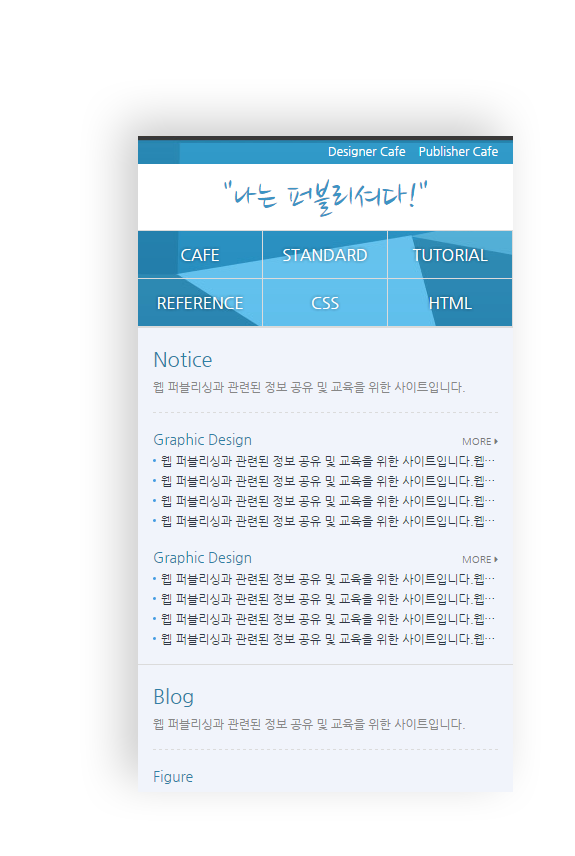 Designer Cafe Publisher Cafe
"나는 퍼블리셔다!"
CAFE STANDARD TUTORIAL
REFERENCE CSS HTML
Notice
웹 퍼블리싱과 관련된 정보 공유 및 교육을 위한 사이트입니다.
Graphic Design MORE
웹 퍼블리싱과 관련된 정보 공유 및 교육을 위한 사이트입니다.웹…
웹 퍼블리싱과 관련된 정보 공유 및 교육을 위한 사이트입니다.웹…
웹 퍼블리싱과 관련된 정보 공유 및 교육을 위한 사이트입니다.웹…
웹 퍼블리싱과 관련된 정보 공유 및 교육을 위한 사이트입니다.웹…
Graphic Design MORE
웹 퍼블리싱과 관련된 정보 공유 및 교육을 위한 사이트입니다.웹…
웹 퍼블리싱과 관련된 정보 공유 및 교육을 위한 사이트입니다.웹…
웹 퍼블리싱과 관련된 정보 공유 및 교육을 위한 사이트입니다.웹…
웹 퍼블리싱과 관련된 정보 공유 및 교육을 위한 사이트입니다.웹…
Blog
웹 퍼블리싱과 관련된 정보 공유 및 교육을 위한 사이트입니다.
Figure